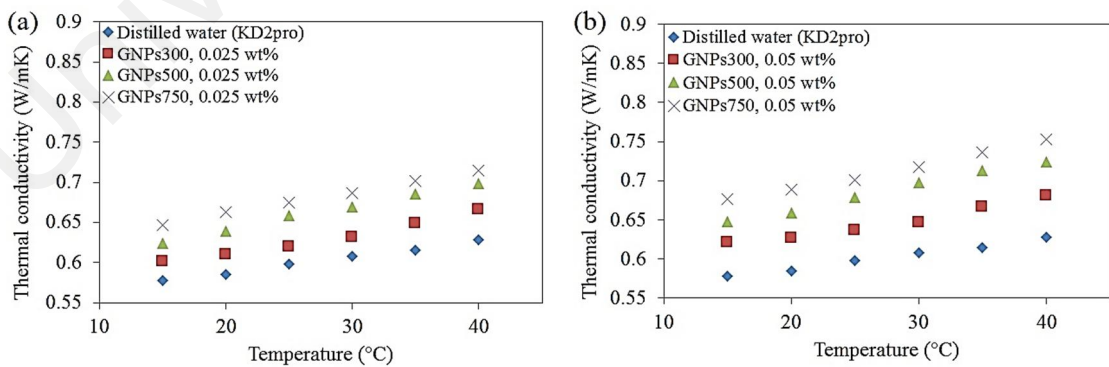 (a)
0.9
0.85
0.8
0.75
0.7
0.65
0.6
0.55
Thermal conductivity (W/mK)
Distilled water (KD2pro)
GNPs300, 0.025 wt%
GNPs500, 0.025 wt%
GNPs750, 0.025 wt%
10 20 30 40
Temperature (°C)
(b)
0.9
0.85
0.8
0.75
0.7
0.65
0.6
0.55
Thermal conductivity (W/mK)
Distilled water (KD2pro)
GNPs300, 0.05 wt%
GNPs500, 0.05 wt%
GNPs750, 0.05 wt%
10 20 30 40
Temperature (°C)